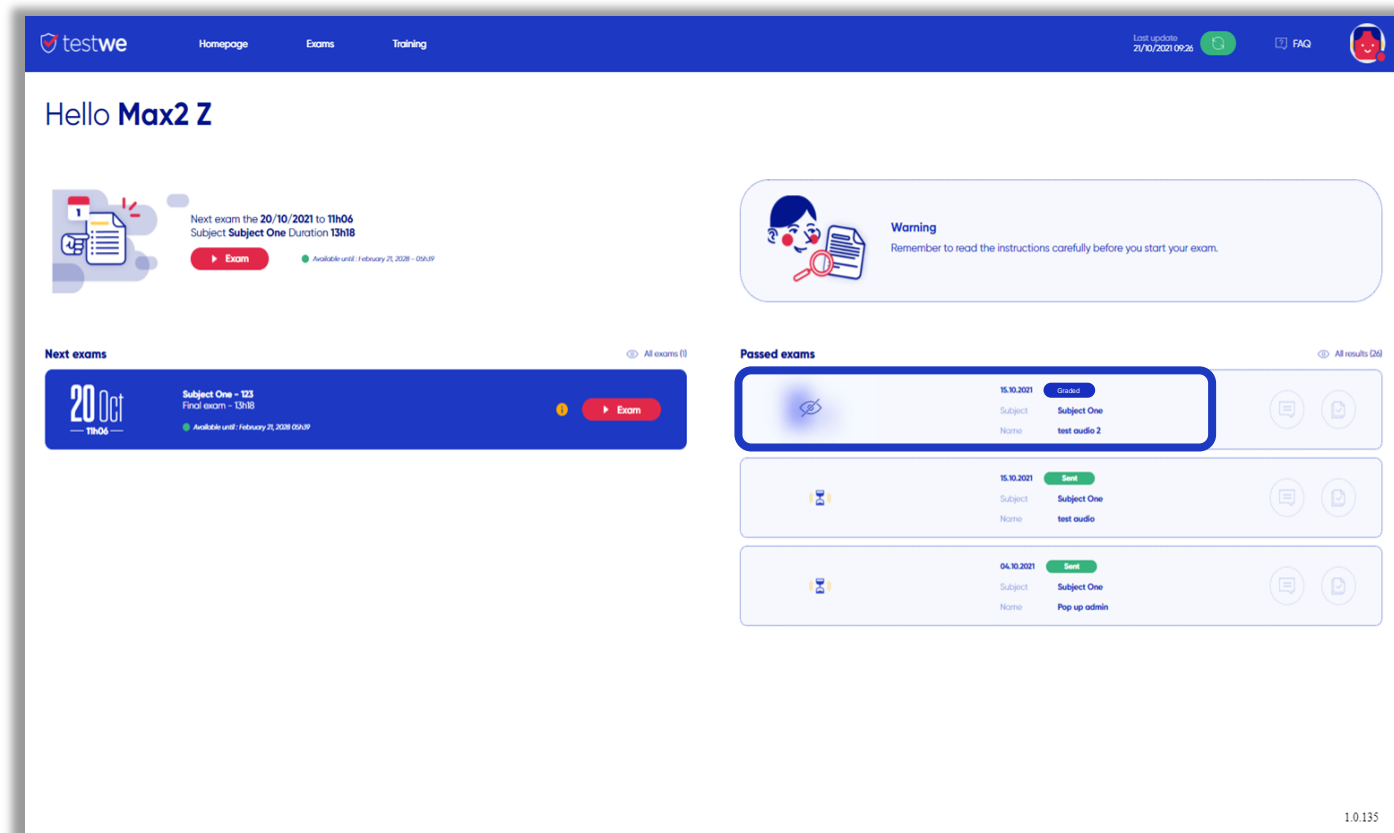 testwe
Homepage
Exams
Training
Last update
21/10/2021 09:26
FAQ
Hello Max2 Z
1
Next exam the 20/10/2021 to 11h06
Subject Subject One Duration 13h18
Exam
Available until : February 21, 2028 - 05h39
Warning
Remember to read the instructions carefully before you start your exam.
Next exams
All exams (1)
20 Oct
11h06
Subject One - 123
Final exam - 13h18
Available until : February 21, 2028 05h39
Exam
Passed exams
All results (26)
15.10.2021 Graded
Subject Subject One
Name test audio 2
15.10.2021 Sent
Subject Subject One
Name test audio
04.10.2021 Sent
Subject Subject One
Name Pop up admin
1.0.135